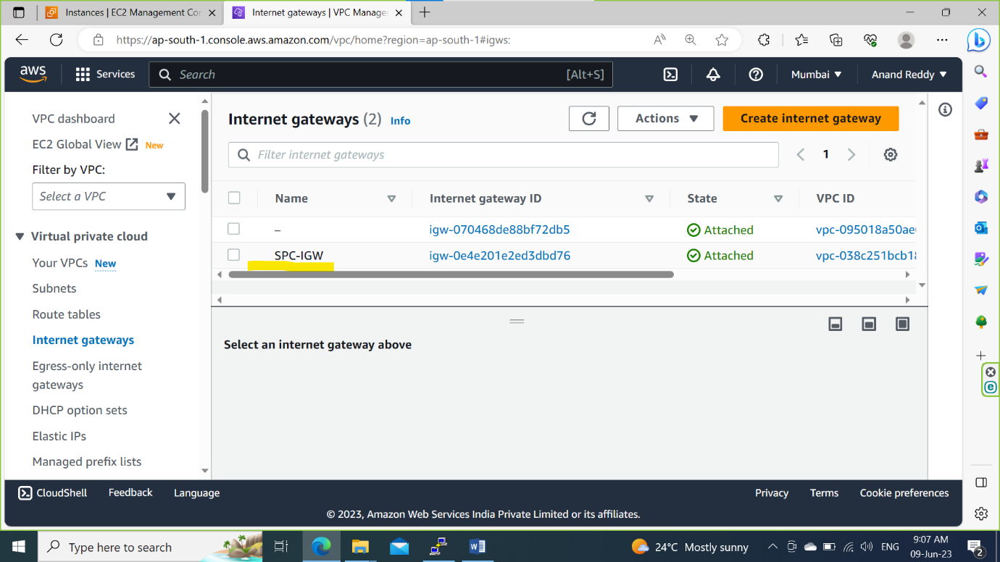 Instances | EC2 Management Con
Internet gateways | VPC Manage
https://ap-south-1.console.aws.amazon.com/vpc/home?region=ap-south-1#igws:
aws
Services
Search
[Alt+S]
Mumbai
Anand Reddy
VPC dashboard
EC2 Global View New
Filter by VPC:
Select a VPC
Virtual private cloud
Your VPCs New
Subnets
Route tables
Internet gateways
Egress-only internet
gateways
DHCP option sets
Elastic IPs
Managed prefix lists
Internet gateways (2) Info
Actions
Create internet gateway
Filter internet gateways
1
Name Internet gateway ID State VPC ID
– igw-070468de88bf72db5 Attached vpc-095018a50ae
SPC-IGW igw-0e4e201e2ed3dbd76 Attached vpc-038c251bcb18
Select an internet gateway above
CloudShell Feedback Language Privacy Terms Cookie preferences
© 2023, Amazon Web Services India Private Limited or its affiliates.
Type here to search
24°C Mostly sunny
ENG
9:07 AM
09-Jun-23
2